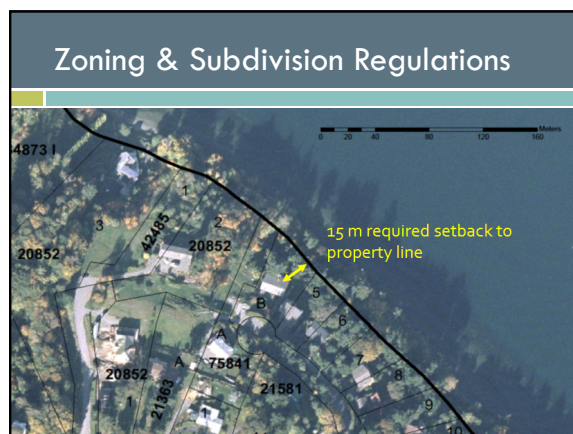 Zoning & Subdivision Regulations
Meters
0 20 40 80 120 160
4873 I
1
3
42485
2
20852
20852
15 m required setback to
property line
B
5
6
A
7
75841
8
A
20852
21363
21581
9
1
1
10